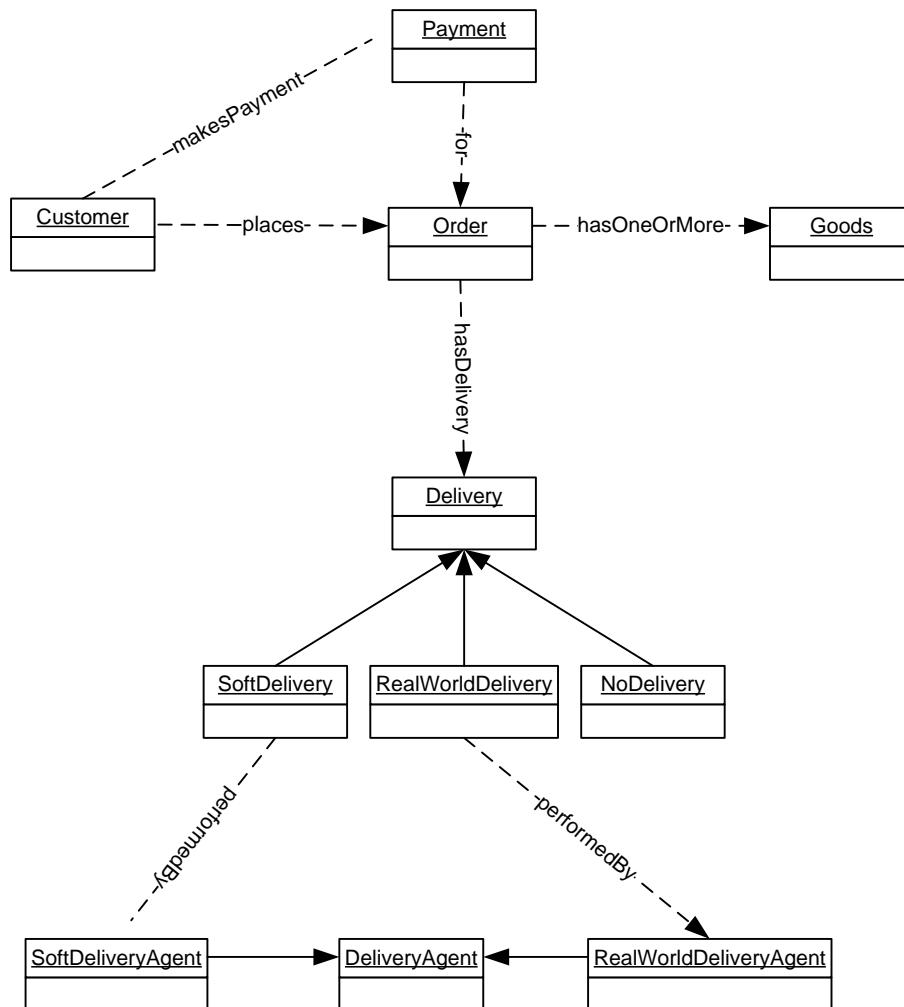 Payment
makesPayment
for
Customer
places
Order
hasOneOrMore
Goods
hasDelivery
Delivery
SoftDelivery
RealWorldDelivery
NoDelivery
performedBy
performedBy
SoftDeliveryAgent
DeliveryAgent
RealWorldDeliveryAgent